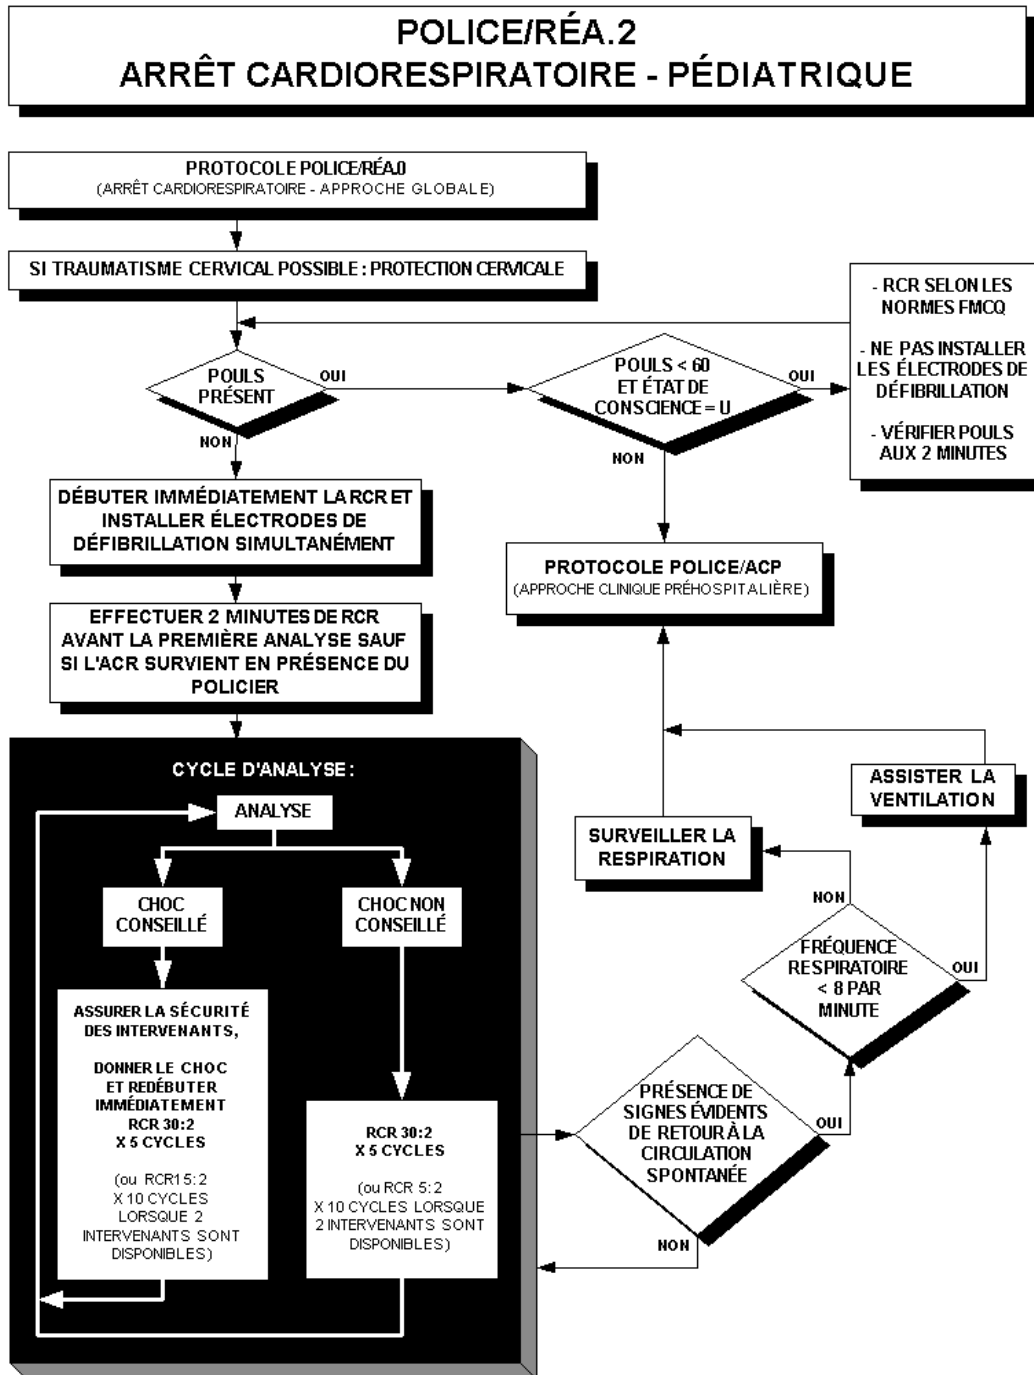 POLICE/RÉA.2
ARRÊT CARDIORESPIRATOIRE - PÉDIATRIQUE
PROTOCOLE POLICE/RÉA.0
(ARRÊT CARDIORESPIRATOIRE - APPROCHE GLOBALE)
SI TRAUMATISME CERVICAL POSSIBLE : PROTECTION CERVICALE
- RCR SELON LES
NORMES FMCQ
- NE PAS INSTALLER
LES ÉLECTRODES DE
DÉFIBRILLATION
- VÉRIFIER POULS
AUX 2 MINUTES
POULS
PRÉSENT
OUI
NON
POULS < 60
ET ÉTAT DE
CONSCIENCE = U
OUI
NON
DÉBUTER IMMÉDIATEMENT LA RCR ET
INSTALLER ÉLECTRODES DE
DÉFIBRILLATION SIMULTANÉMENT
PROTOCOLE POLICE/ACP
(APPROCHE CLINIQUE PRÉHOSPITALIÈRE)
EFFECTUER 2 MINUTES DE RCR
AVANT LA PREMIÈRE ANALYSE SAUF
SI L'ACR SURVIENT EN PRÉSENCE DU
POLICIER
CYCLE D'ANALYSE :
ANALYSE
CHOC
CONSEILLÉ
CHOC NON
CONSEILLÉ
ASSURER LA SÉCURITÉ
DES INTERVENANTS,
DONNER LE CHOC
ET REDÉBUTER
IMMÉDIATEMENT
RCR 30:2
X 5 CYCLES
(ou RCR15:2
X 10 CYCLES
LORSQUE 2
INTERVENANTS SONT
DISPONIBLES)
RCR 30:2
X 5 CYCLES
(ou RCR 5:2
X 10 CYCLES LORSQUE
2 INTERVENANTS SONT
DISPONIBLES)
PRÉSENCE DE
SIGNES ÉVIDENTS
DE RETOUR À LA
CIRCULATION
SPONTANÉE
OUI
NON
FRÉQUENCE
RESPIRATOIRE
< 8 PAR
MINUTE
NON
OUI
SURVEILLER LA
RESPIRATION
ASSISTER LA
VENTILATION